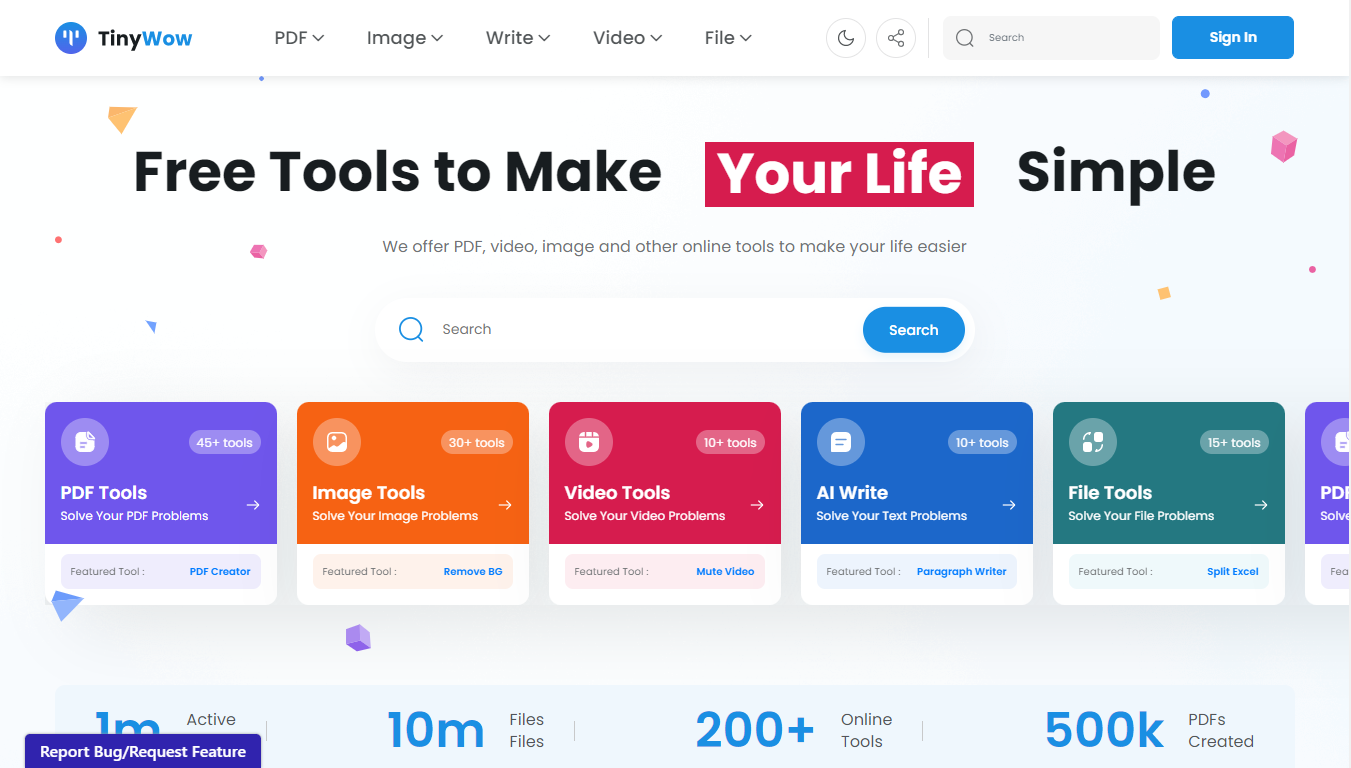 TinyWow
PDF
Image
Write
Video
File
Search
Sign In
Free Tools to Make Your Life Simple
We offer PDF, video, image and other online tools to make your life easier
Search
Search
45+ tools
PDF Tools
Solve Your PDF Problems
Featured Tool :
PDF Creator
30+ tools
Image Tools
Solve Your Image Problems
Featured Tool :
Remove BG
10+ tools
Video Tools
Solve Your Video Problems
Featured Tool :
Mute Video
10+ tools
AI Write
Solve Your Text Problems
Featured Tool :
Paragraph Writer
15+ tools
File Tools
Solve Your File Problems
Featured Tool :
Split Excel
1m
Active
10m
Files
Files
200+
Online
Tools
500k
PDFs
Created
Report Bug/Request Feature